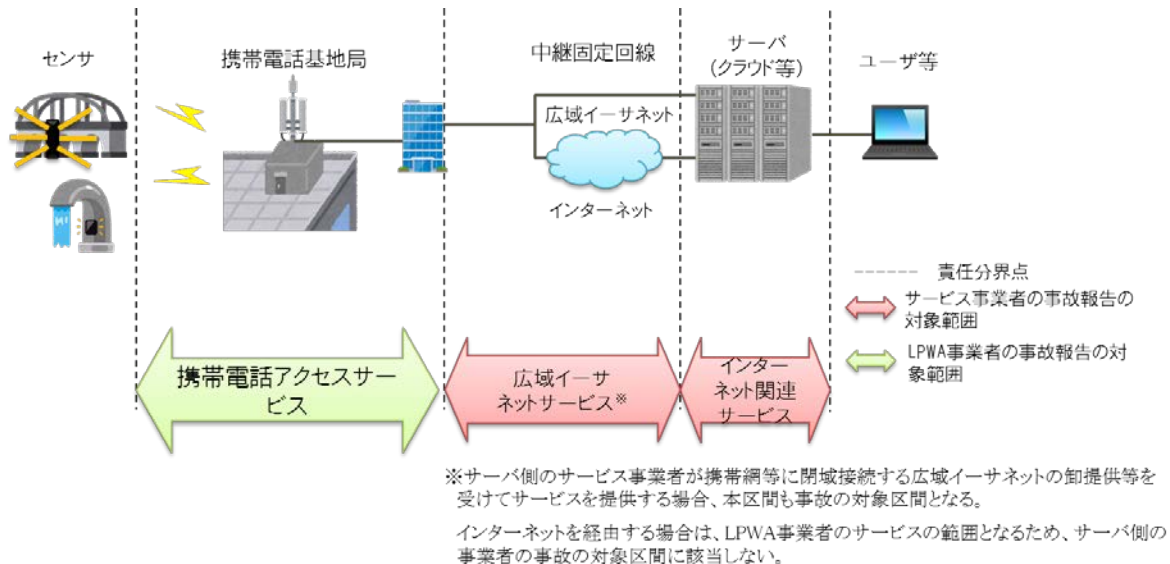 センサ
携帯電話基地局
中継固定回線
サーバ
(クラウド等)
ユーザ等
広域イーサネット
インターネット
責任分界点
サービス事業者の事故報告の
対象範囲
LPWA事業者の事故報告の対
象範囲
携帯電話アクセスサー
ビス
広域イーサ
ネットサービス※
インター
ネット関連
サービス
※サーバ側のサービス事業者が携帯網等に閉域接続する広域イーサネットの卸提供等を
受けてサービスを提供する場合、本区間も事故の対象区間となる。
インターネットを経由する場合は、LPWA事業者のサービスの範囲となるため、サーバ側の
事業者の事故の対象区間に該当しない。